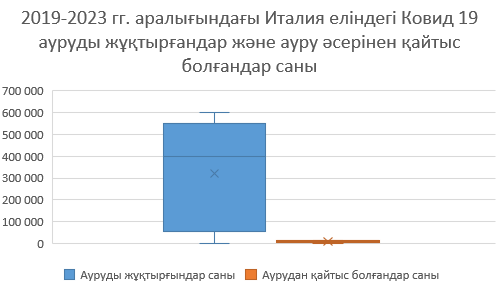 2019-2023 гг. аралығындағы Италия еліндегі Ковид 19
ауруды жұқтырғандар және ауру әсерінен қайтыс
болғандар саны
700 000
600 000
500 000
400 000
300 000
200 000
100 000
0
Ауруды жұқтырғындар саны
Аурудан қайтыс болғандар саны